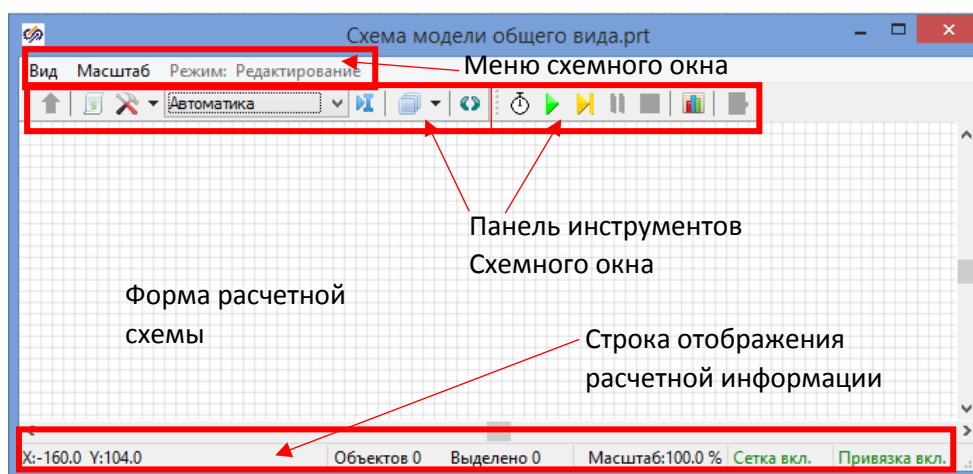 Схема модели общего вида.prt
Вид Масштаб Режим: Редактирование
Меню схемного окна
Автоматика
Панель инструментов
Схемного окна
Форма расчетной
схемы
Строка отображения
расчетной информации
X:-160.0 Y:104.0 Объектов 0 Выделено 0 Масштаб:100.0 % Сетка вкл. Привязка вкл.